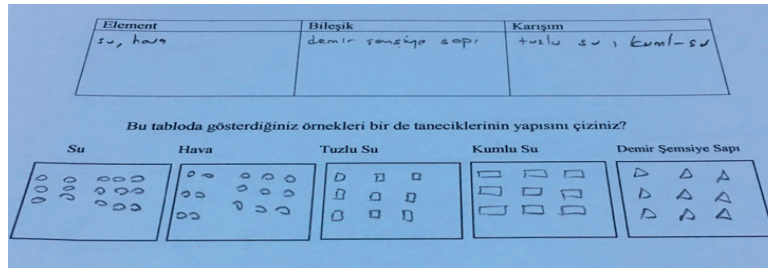 Element Bileşik Karışım
su, hava demir şemsiye sapı tuzlu su, kuml-su
Bu tabloda gösterdiğiniz örnekleri bir de taneciklerinin yapısını çiziniz?
Su Hava Tuzlu Su Kumlu Su Demir Şemsiye Sapı